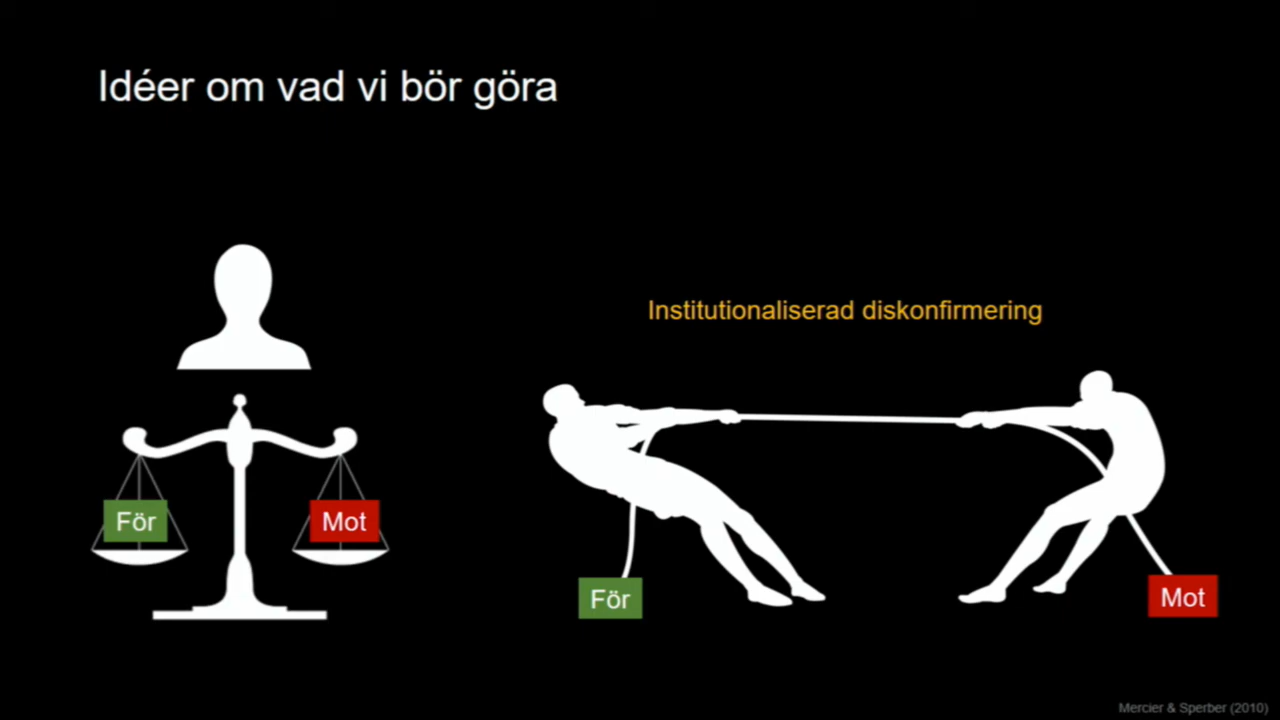 Idéer om vad vi bör göra
Institutionaliserad diskonfirmering
För
Mot
För
Mot
Mercier & Sperber (2010)